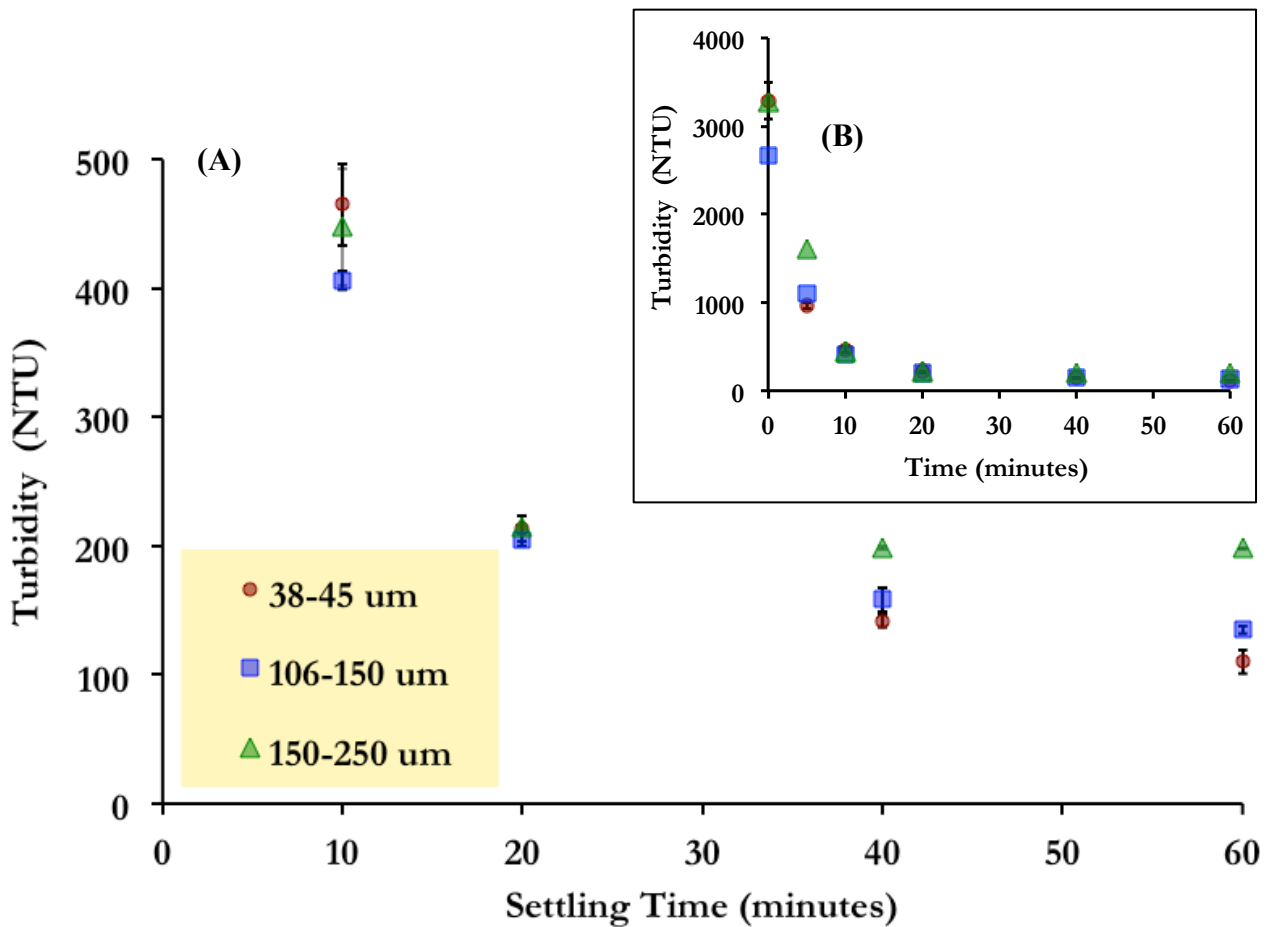 (A)
500
400
300
200
100
0
Turbidity (NTU)
0 10 20 30 40 50 60
Settling Time (minutes)
38-45 um
106-150 um
150-250 um
(B)
4000
3000
2000
1000
0
Turbidity (NTU)
0 10 20 30 40 50 60
Time (minutes)